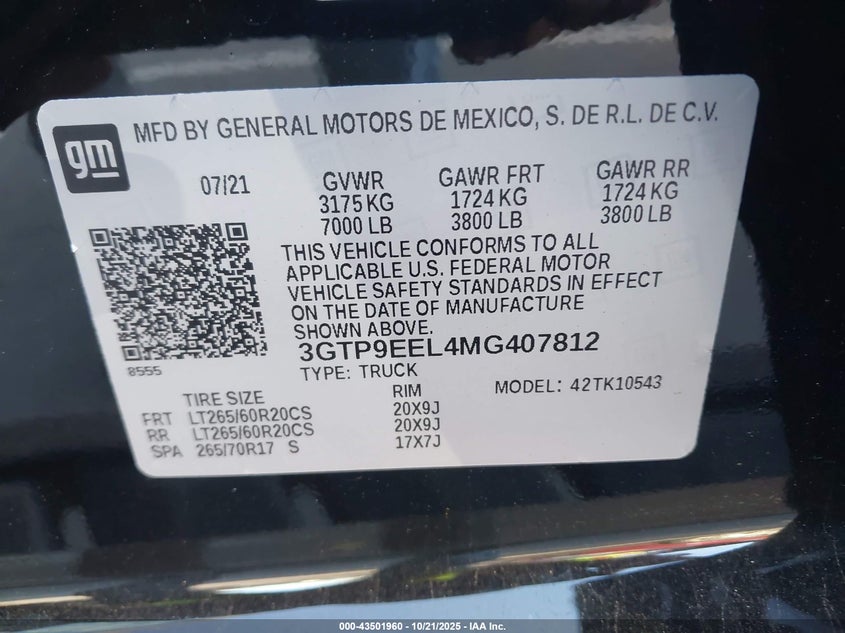 gm
MFD BY GENERAL MOTORS DE MEXICO, S. DE R.L. DE C.V.
07/21
GVWR
3175 KG
7000 LB
GAWR FRT
1724 KG
3800 LB
GAWR RR
1724 KG
3800 LB
THIS VEHICLE CONFORMS TO ALL
APPLICABLE U.S. FEDERAL MOTOR
VEHICLE SAFETY STANDARDS IN EFFECT
ON THE DATE OF MANUFACTURE
SHOWN ABOVE.
3GTP9EEL4MG407812
8555
TYPE: TRUCK
MODEL: 42TK10543
TIRE SIZE RIM
FRT LT265/60R20CS 20X9J
RR LT265/60R20CS 20X9J
SPA 265/70R17 S 17X7J
000-43501960 - 10/21/2025 - IAA Inc.